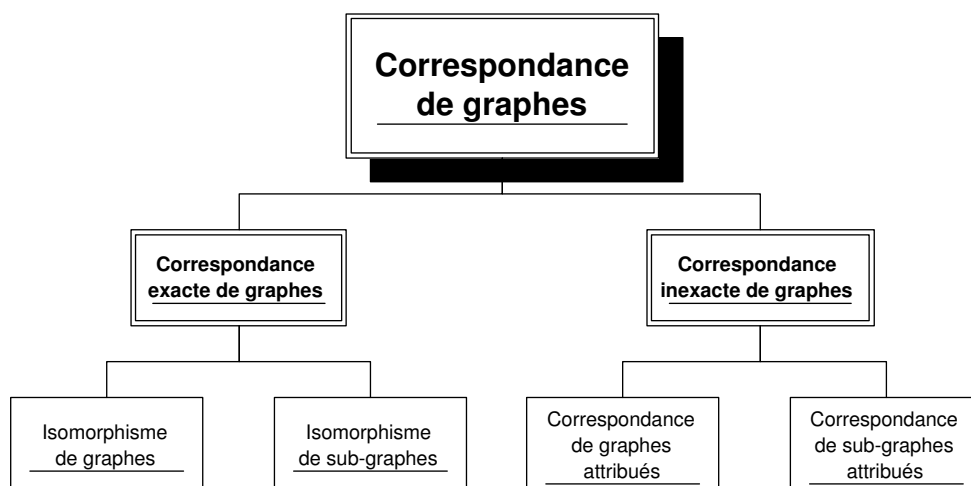 Correspondance
de graphes
Correspondance
exacte de graphes
Correspondance
inexacte de graphes
Isomorphisme
de graphes
Isomorphisme
de sub-graphes
Correspondance
de graphes
attribués
Correspondance
de sub-graphes
attribués